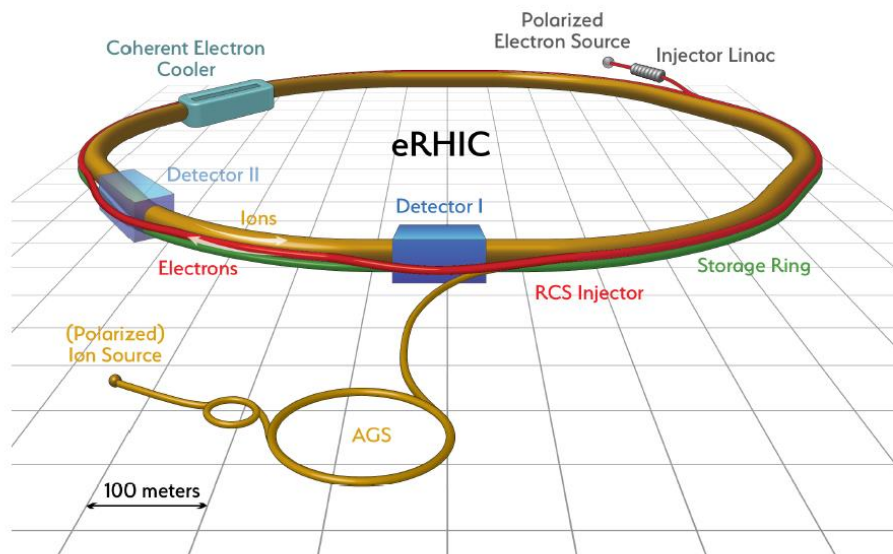 Polarized
Electron Source
Injector Linac
Coherent Electron
Cooler
eRHIC
Detector II
Detector I
Ions
Electrons
Storage Ring
RCS Injector
(Polarized)
Ion Source
AGS
100 meters